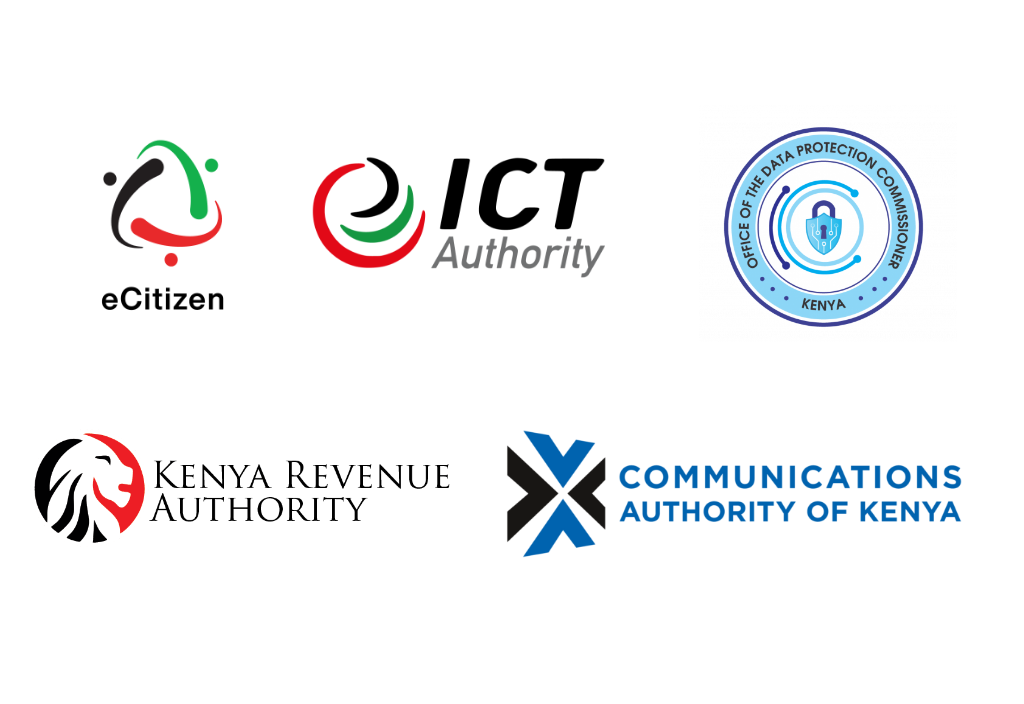 eCitizen
ICT
Authority
OFFICE OF THE DATA PROTECTION COMMISSIONER
KENYA
KENYA REVENUE
AUTHORITY
COMMUNICATIONS
AUTHORITY OF KENYA